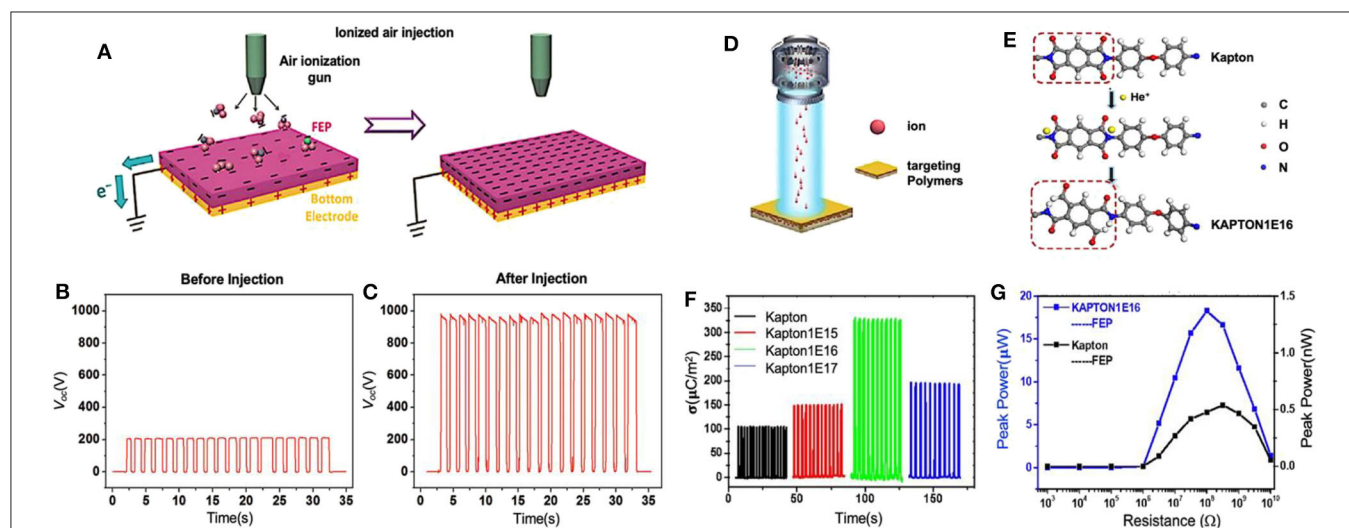 A
Ionized air injection
Air ionization
gun
FEP
e⁻
Bottom
Electrode
B
Before Injection
Voc(V)
1000
800
600
400
200
0
0 5 10 15 20 25 30 35
Time(s)
C
After Injection
Voc(V)
1000
800
600
400
200
0
0 5 10 15 20 25 30 35
Time(s)
D
ion
targeting
Polymers
E
Kapton
He⁺
C
H
O
N
KAPTON1E16
F
σ(μC/m²)
350
300
250
200
150
100
50
0
Kapton
Kapton1E15
Kapton1E16
Kapton1E17
0 50 100 150
Time(s)
G
Peak Power(μW)
20
15
10
5
0
KAPTON1E16
------FEP
Kapton
------FEP
1.5
1.0
0.5
0.0
Peak Power(nW)
10³ 10⁴ 10⁵ 10⁶ 10⁷ 10⁸ 10⁹ 10¹⁰
Resistance (Ω)